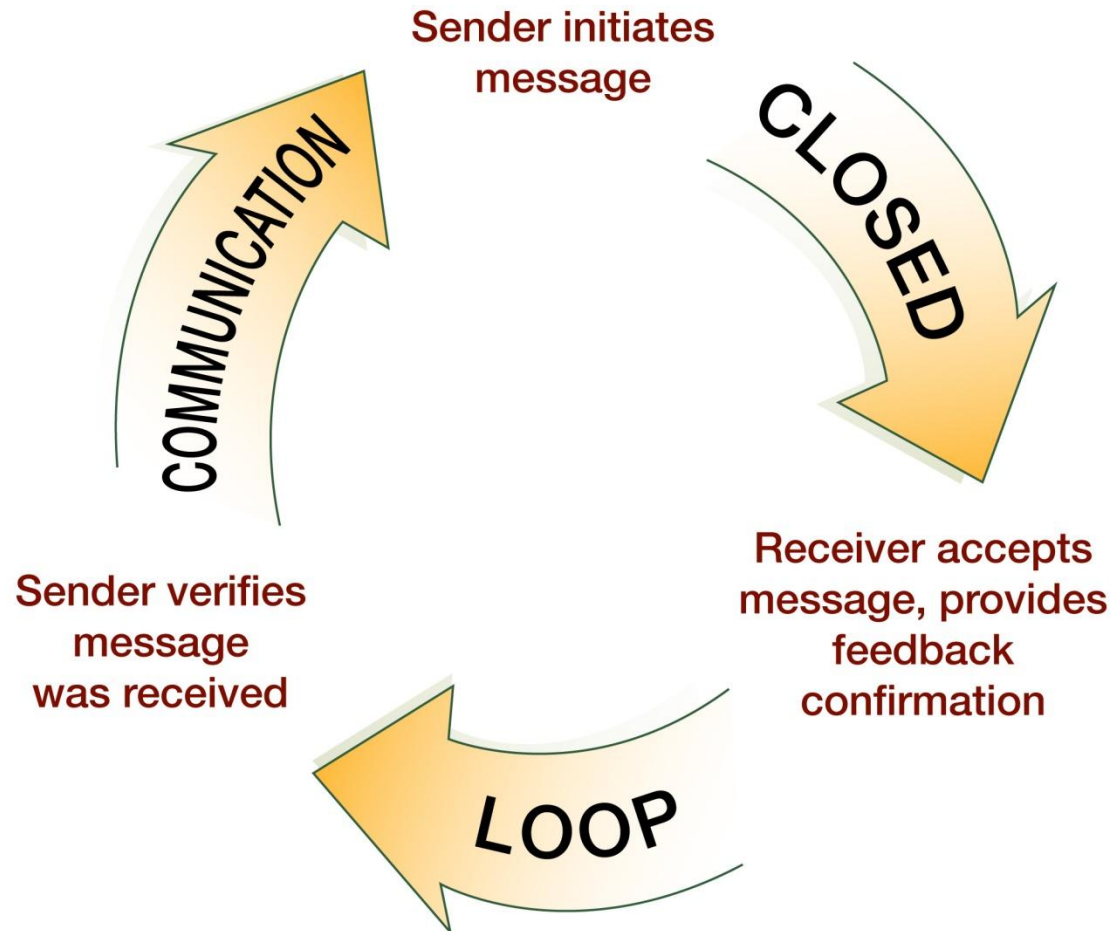 Sender initiates
message
CLOSED
Receiver accepts
message, provides
feedback
confirmation
LOOP
Sender verifies
message
was received
COMMUNICATION